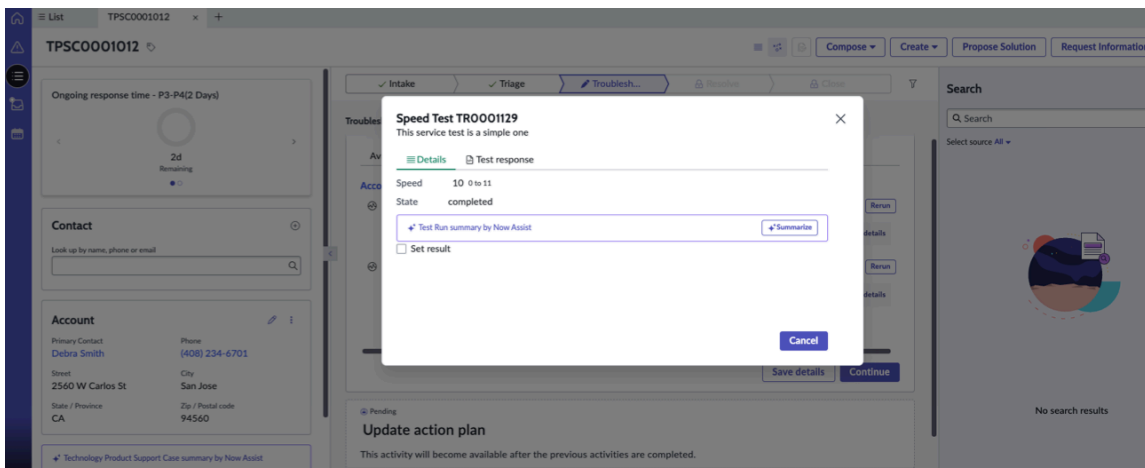 List
TPSC0001012
TPSC0001012
Compose
Create
Propose Solution
Request Informatio
Ongoing response time - P3-P4(2 Days)
2d
Remaining
Contact
Look up by name, phone or email
Account
Primary Contact
Phone
Debra Smith
(408) 234-6701
Street
City
2560 W Carlos St
San Jose
State / Province
Zip / Postal code
CA
94560
Technology Product Support Case summary by Now Assist
Intake
Triage
Troublesh...
Resolve
Close
Troubles
Av
Acco
Speed Test TR0001129
This service test is a simple one
Details
Test response
Speed
10 0 to 11
State
completed
Test Run summary by Now Assist
Summarize
Set result
Cancel
Rerun
details
Rerun
details
Save details
Continue
Pending
Update action plan
This activity will become available after the previous activities are completed.
Search
Search
Select source All
No search results